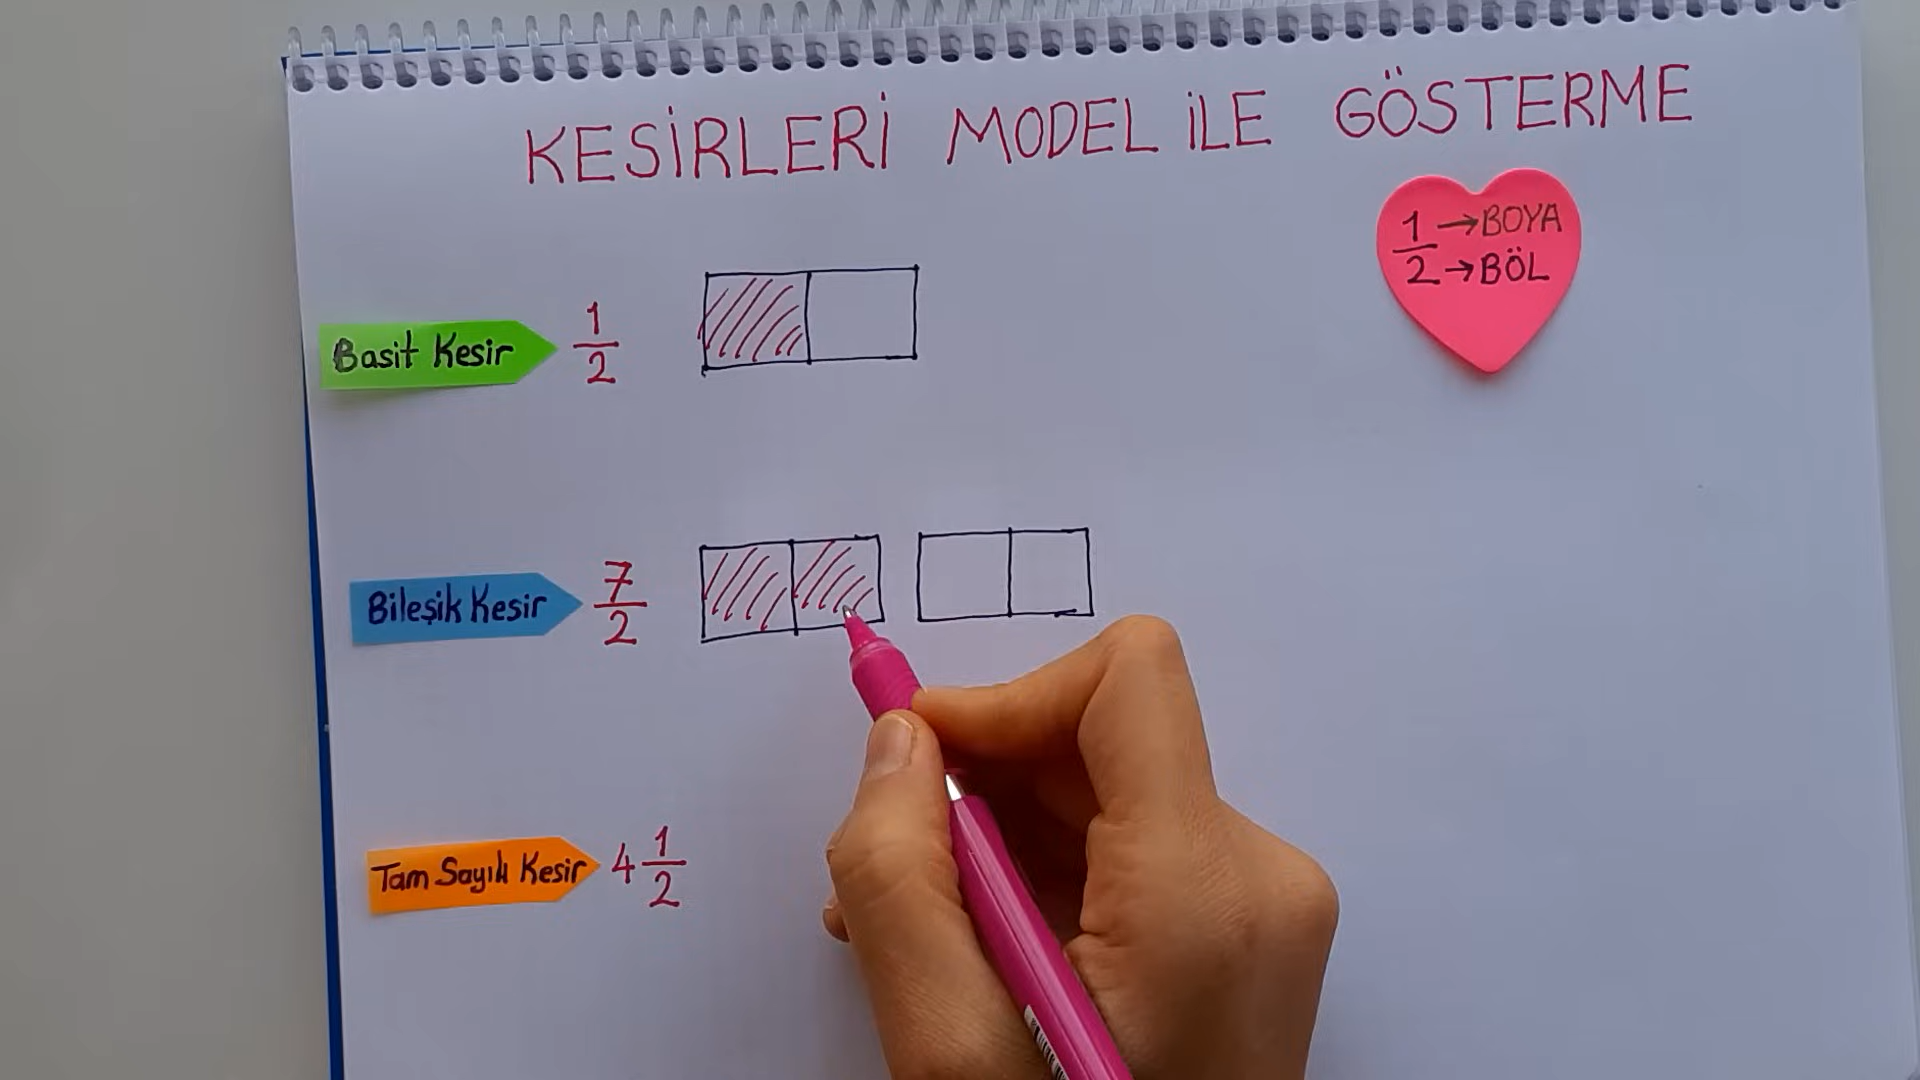 KESİRLERİ MODEL İLE GÖSTERME
1 → BOYA
2 → BÖL
Basit Kesir 1/2
Bileşik Kesir 7/2
Tam Sayılı Kesir 4 1/2